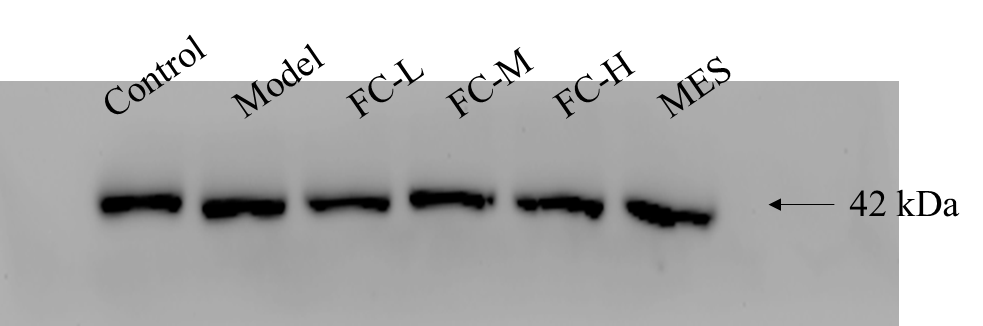 Control
Model
FC-L
FC-M
FC-H
MES
42 kDa